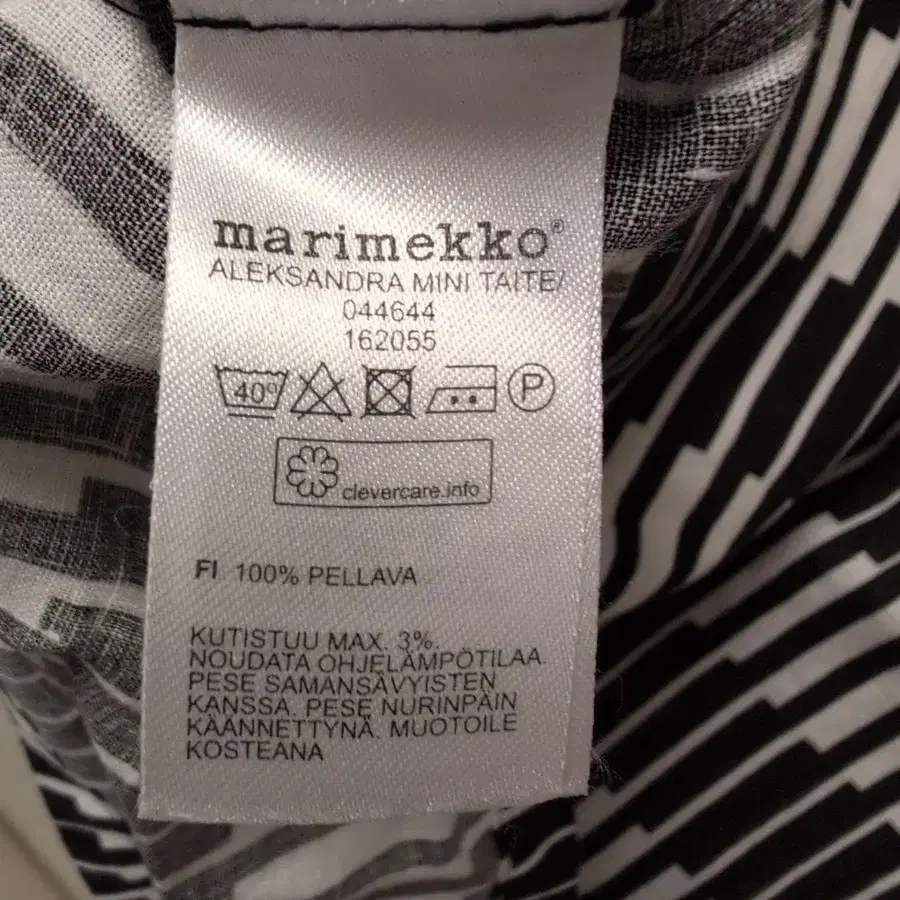 marimekko®
ALEKSANDRA MINI TAITE/
044644
162055
40° P
clevercare.info
FI 100% PELLAVA
KUTISTUU MAX. 3%.
NOUDATA OHJELÄMPÖTILAA.
PESE SAMANSÄVYISTEN
KANSSA. PESE NURINPÄIN
KÄÄNNETTYNÄ. MUOTOILE
KOSTEANA